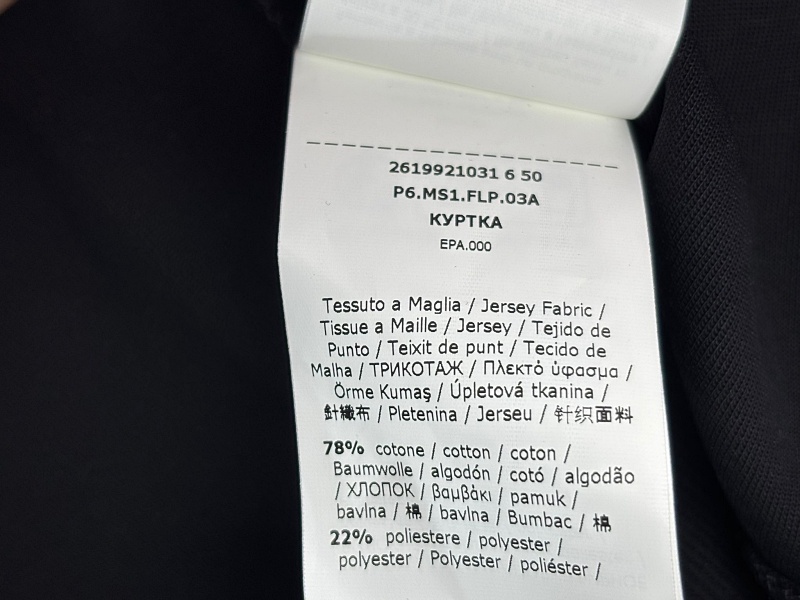 2619921031 6 50
P6.MS1.FLP.03A
КУРТКА
EPA.000
Tessuto a Maglia / Jersey Fabric /
Tissue a Maille / Jersey / Tejido de
Punto / Teixit de punt / Tecido de
Malha / ТРИКОТАЖ / Πλεκτό ύφασμα /
Örme Kumaş / Úpletová tkanina /
針織布 / Pletenina / Jerseu / 针织面料
78% cotone / cotton / coton /
Baumwolle / algodón / cotó / algodão
/ ХЛОПОК / βαμβάκι / pamuk /
bavlna / 棉 / bavlna / Bumbac / 棉
22% poliestere / polyester /
polyester / Polyester / poliéster /